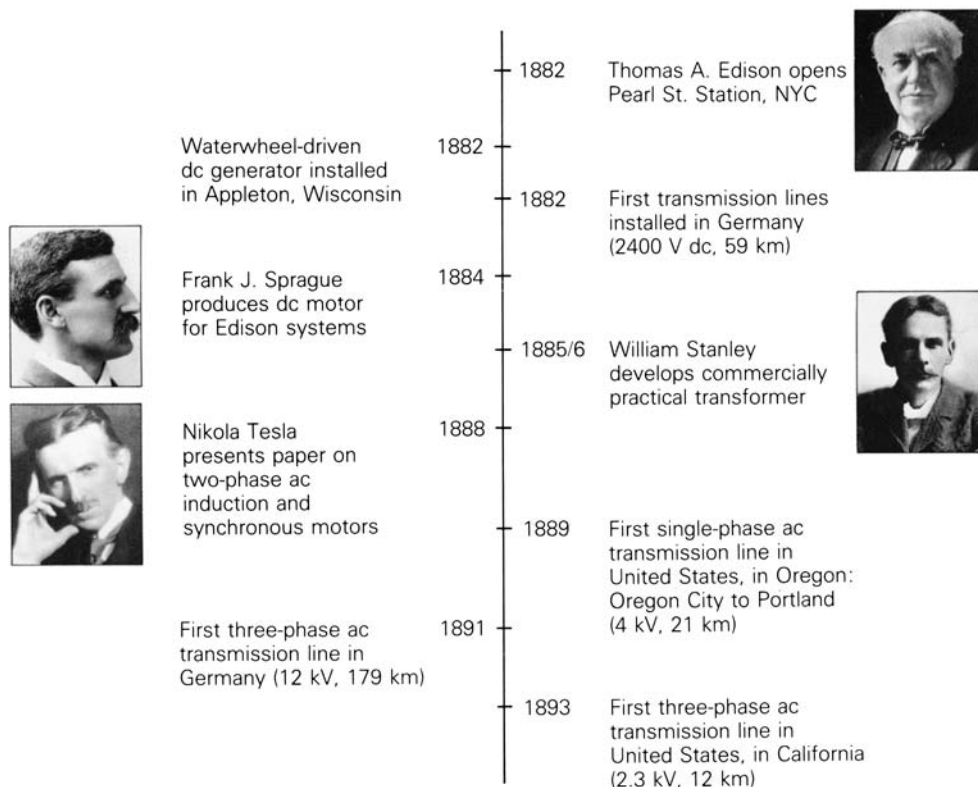 1882
Thomas A. Edison opens
Pearl St. Station, NYC
Waterwheel-driven
dc generator installed
in Appleton, Wisconsin
1882
1882
First transmission lines
installed in Germany
(2400 V dc, 59 km)
Frank J. Sprague
produces dc motor
for Edison systems
1884
1885/6
William Stanley
develops commercially
practical transformer
Nikola Tesla
presents paper on
two-phase ac
induction and
synchronous motors
1888
1889
First single-phase ac
transmission line in
United States, in Oregon:
Oregon City to Portland
(4 kV, 21 km)
First three-phase ac
transmission line in
Germany (12 kV, 179 km)
1891
1893
First three-phase ac
transmission line in
United States, in California
(2.3 kV, 12 km)